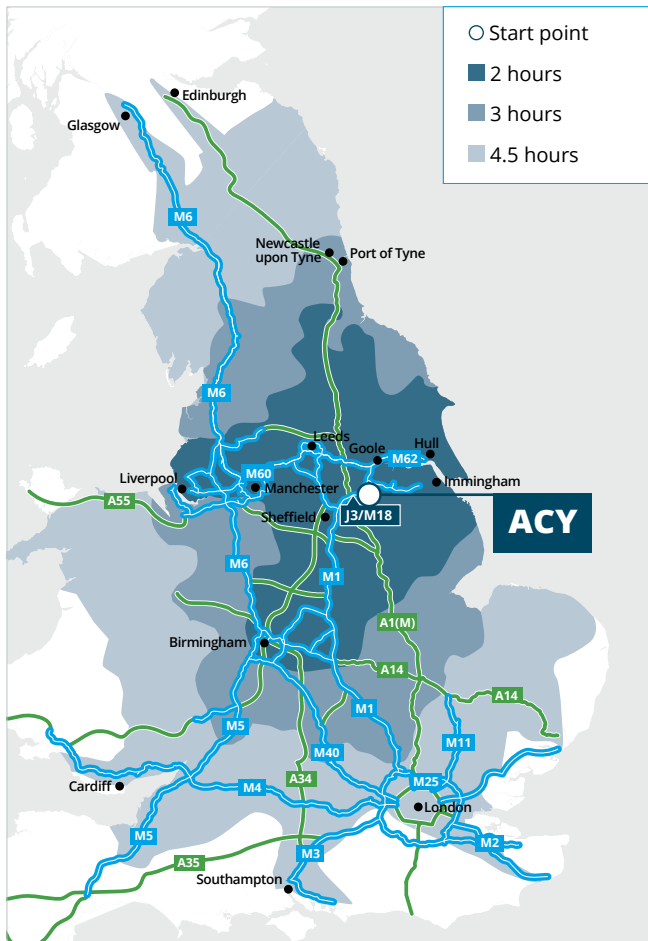 Start point
2 hours
3 hours
4.5 hours
Edinburgh
Glasgow
M6
Newcastle
upon Tyne
Port of Tyne
M6
Leeds
Hull
Goole
M62
Liverpool
M60
Manchester
Immingham
A55
Sheffield
J3/M18
ACY
M6
M1
A1(M)
Birmingham
A14
A14
M1
M5
M11
M40
Cardiff
M4
A34
M25
London
M5
M3
M2
A35
Southampton